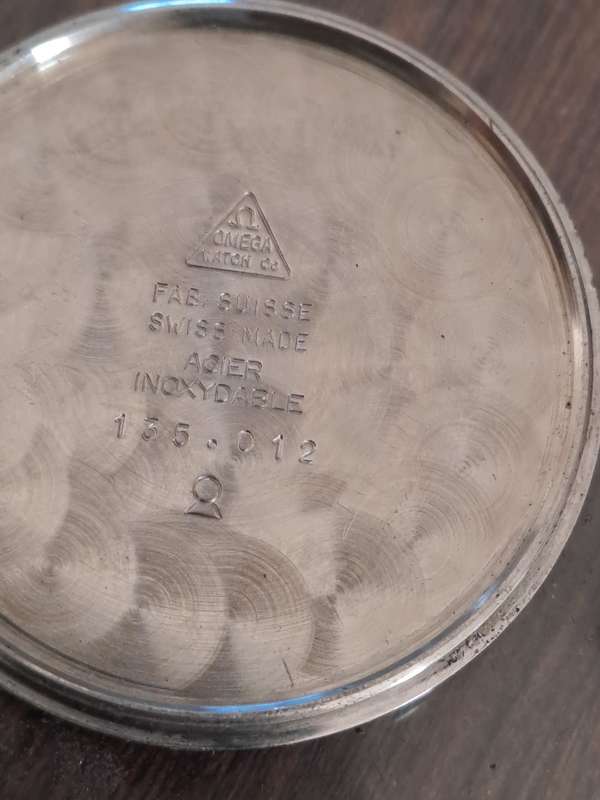 Ω
OMEGA
WATCH Co
FAB. SUISSE
SWISS MADE
ACIER
INOXYDABLE
135.012